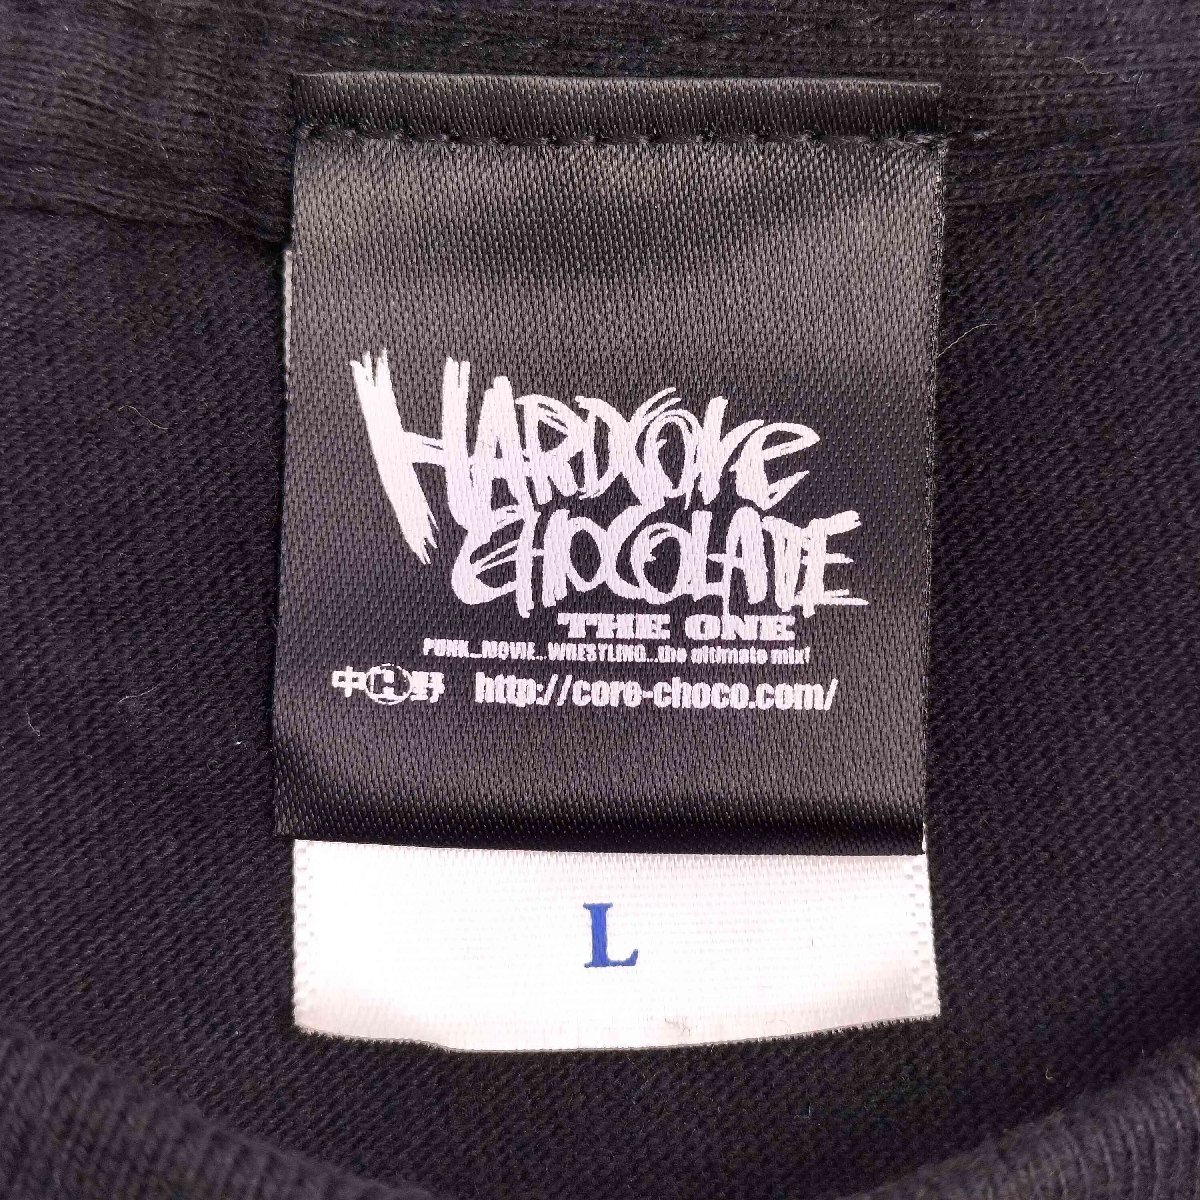 HARDCORE
CHOCOLATE
THE ONE
PUNK...MOVIE...WRESTLING...the ultimate mix!
中野 http://core-choco.com/
L